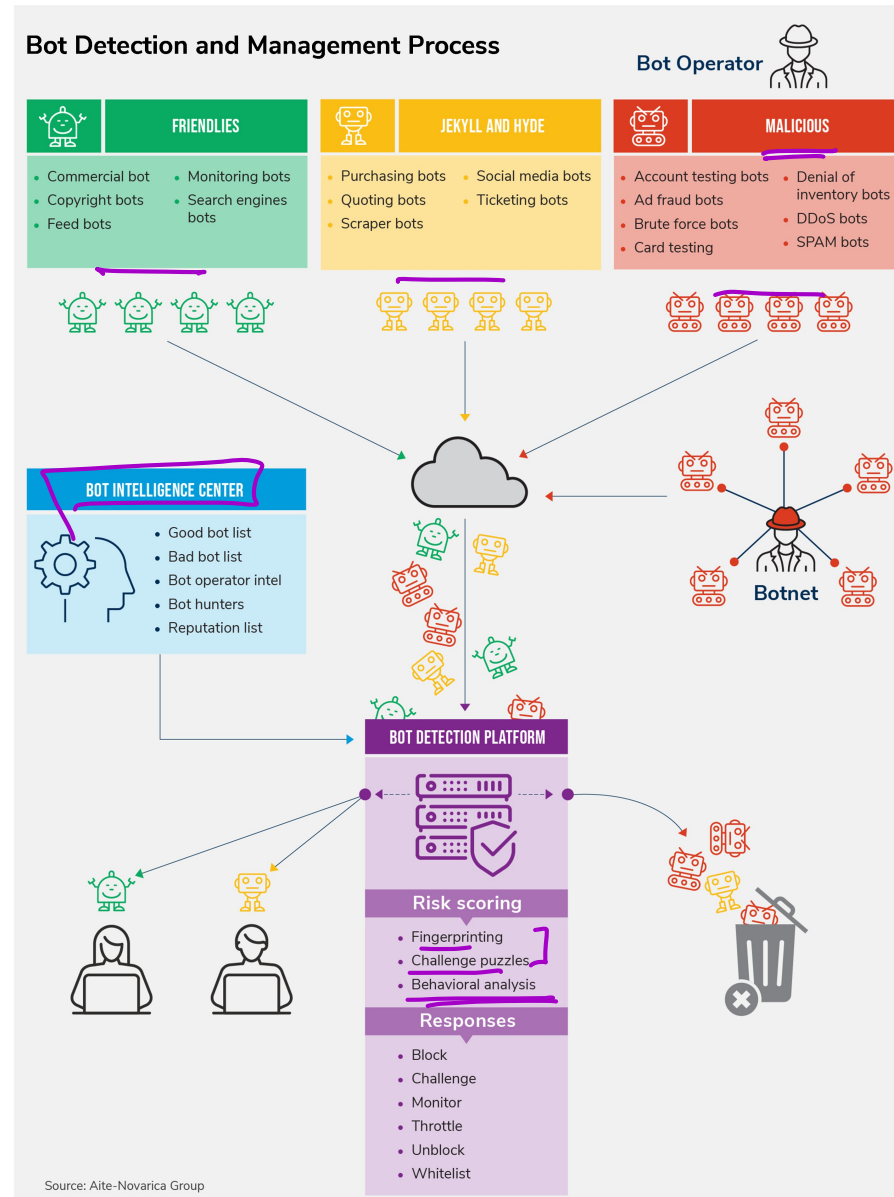 Bot Detection and Management Process
Bot Operator
FRIENDLIES
Commercial bot
Copyright bots
Feed bots
Monitoring bots
Search engines
bots
JEKYLL AND HYDE
Purchasing bots
Quoting bots
Scraper bots
Social media bots
Ticketing bots
MALICIOUS
Account testing bots
Ad fraud bots
Brute force bots
Card testing
Denial of
inventory bots
DDoS bots
SPAM bots
BOT INTELLIGENCE CENTER
Good bot list
Bad bot list
Bot operator intel
Bot hunters
Reputation list
Botnet
BOT DETECTION PLATFORM
Risk scoring
Fingerprinting
Challenge puzzles
Behavioral analysis
Responses
Block
Challenge
Monitor
Throttle
Unblock
Whitelist
Source: Aite-Novarica Group